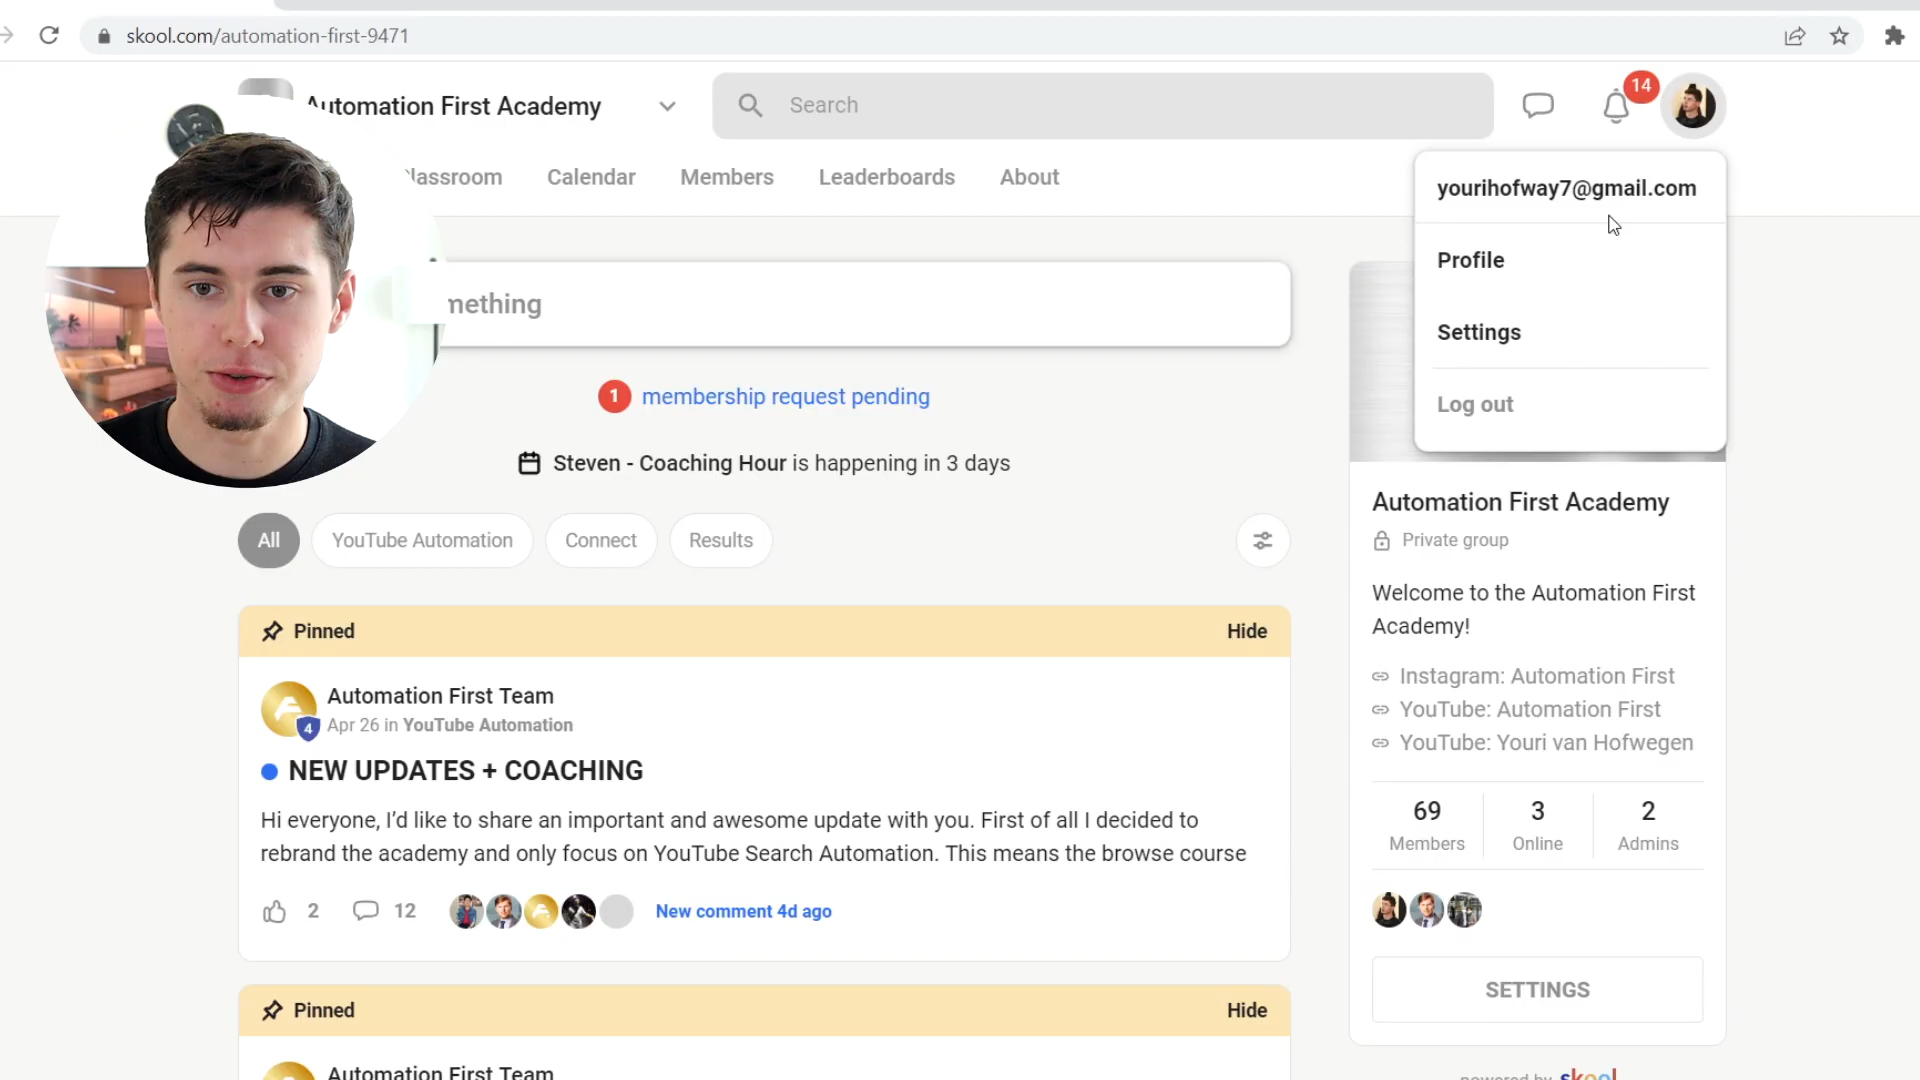 skool.com/automation-first-9471
Automation First Academy
Search
14
lassroom
Calendar
Members
Leaderboards
About
yourihofway7@gmail.com
Profile
Settings
Log out
mething
1 membership request pending
Steven - Coaching Hour is happening in 3 days
All
YouTube Automation
Connect
Results
Pinned
Hide
Automation First Team
4
Apr 26 in YouTube Automation
NEW UPDATES + COACHING
Hi everyone, I’d like to share an important and awesome update with you. First of all I decided to
rebrand the academy and only focus on YouTube Search Automation. This means the browse course
2
12
New comment 4d ago
Pinned
Hide
Automation First Team
Automation First Academy
Private group
Welcome to the Automation First
Academy!
Instagram: Automation First
YouTube: Automation First
YouTube: Youri van Hofwegen
69
Members
3
Online
2
Admins
SETTINGS
powered by skool